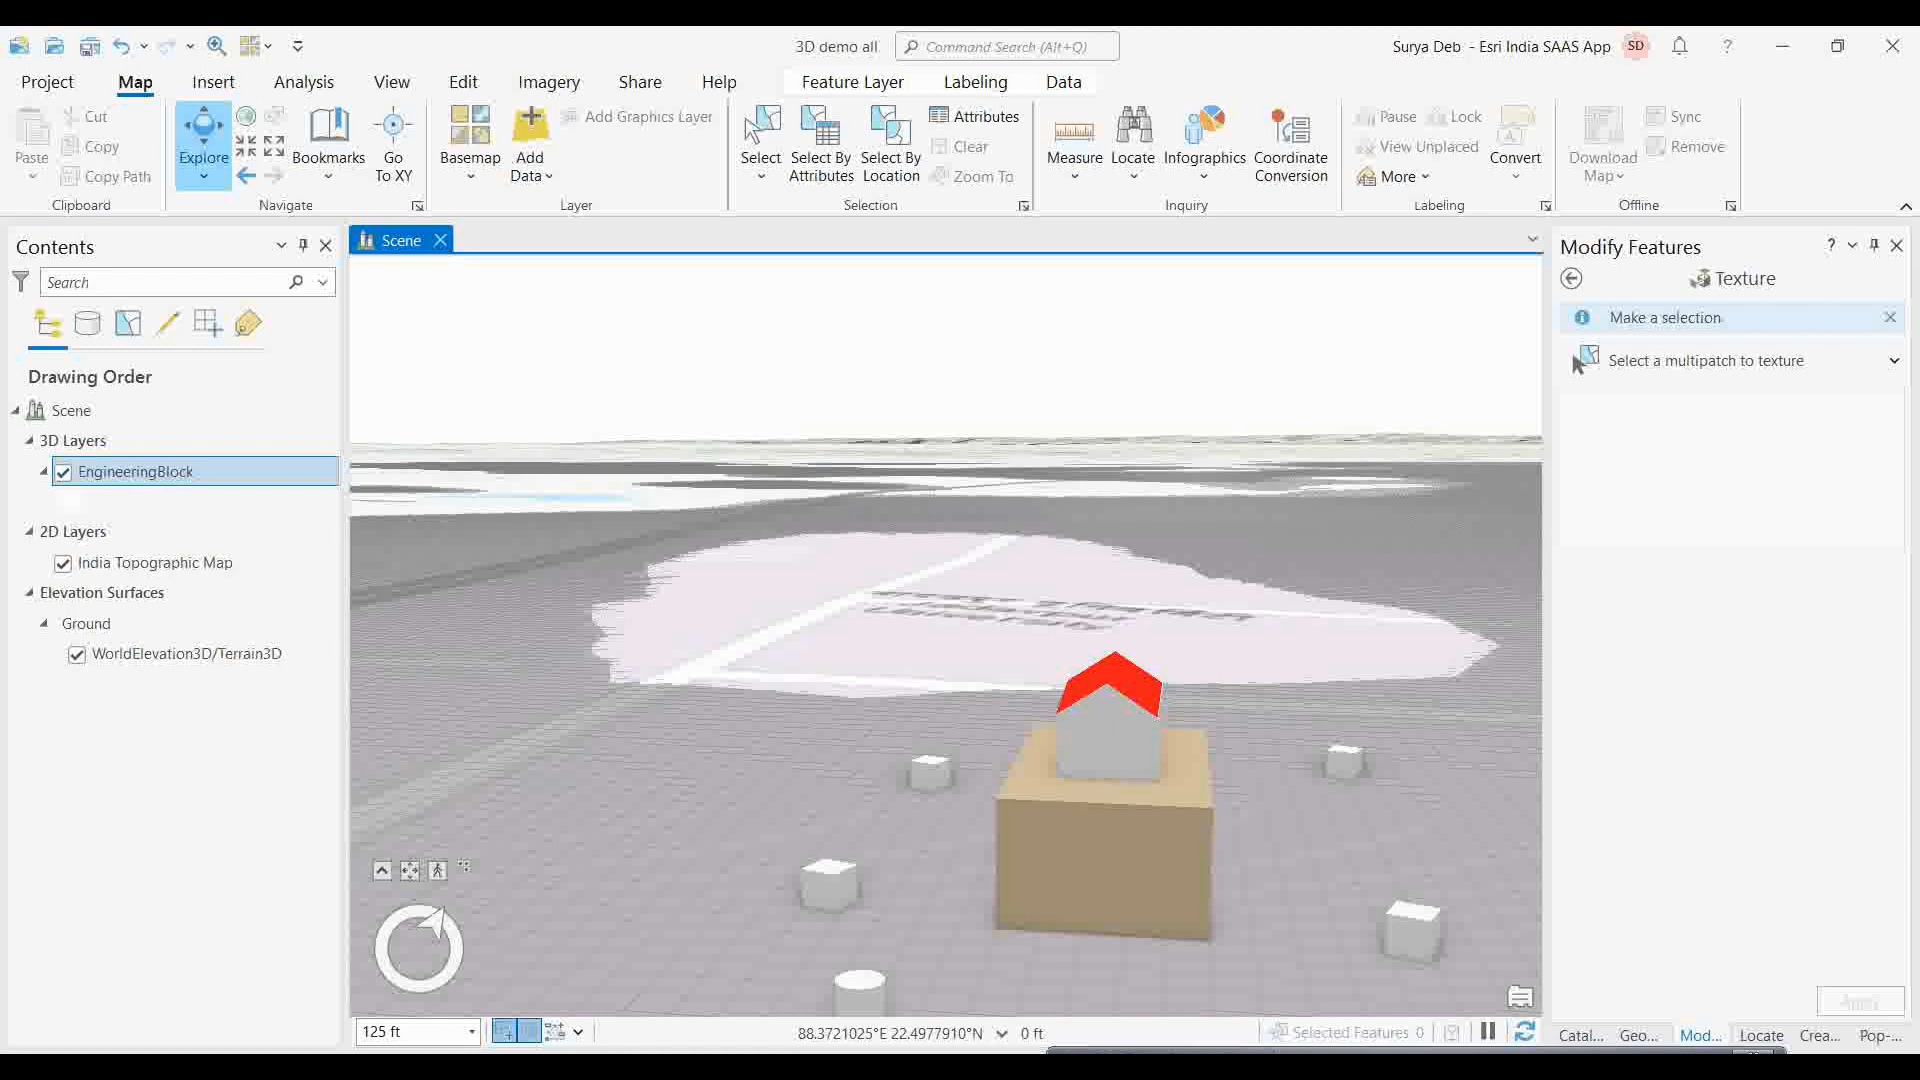 3D demo all
Command Search (Alt+Q)
Surya Deb - Esri India SAAS App
SD
Project
Map
Insert
Analysis
View
Edit
Imagery
Share
Help
Feature Layer
Labeling
Data
Paste
Cut
Copy
Copy Path
Clipboard
Explore
Bookmarks
Go
To XY
Navigate
Basemap
Add
Data
Add Graphics Layer
Layer
Select
Select By
Attributes
Select By
Location
Attributes
Clear
Zoom To
Selection
Measure
Locate
Infographics
Coordinate
Conversion
Inquiry
Pause
Lock
View Unplaced
More
Convert
Labeling
Download
Map
Sync
Remove
Offline
Contents
Search
Drawing Order
Scene
3D Layers
EngineeringBlock
2D Layers
India Topographic Map
Elevation Surfaces
Ground
WorldElevation3D/Terrain3D
Scene
125 ft
88.3721025°E 22.4977910°N
0 ft
Selected Features 0
Modify Features
?
Texture
Make a selection
Select a multipatch to texture
Apply
Catal...
Geo...
Mod...
Locate
Crea...
Pop-...